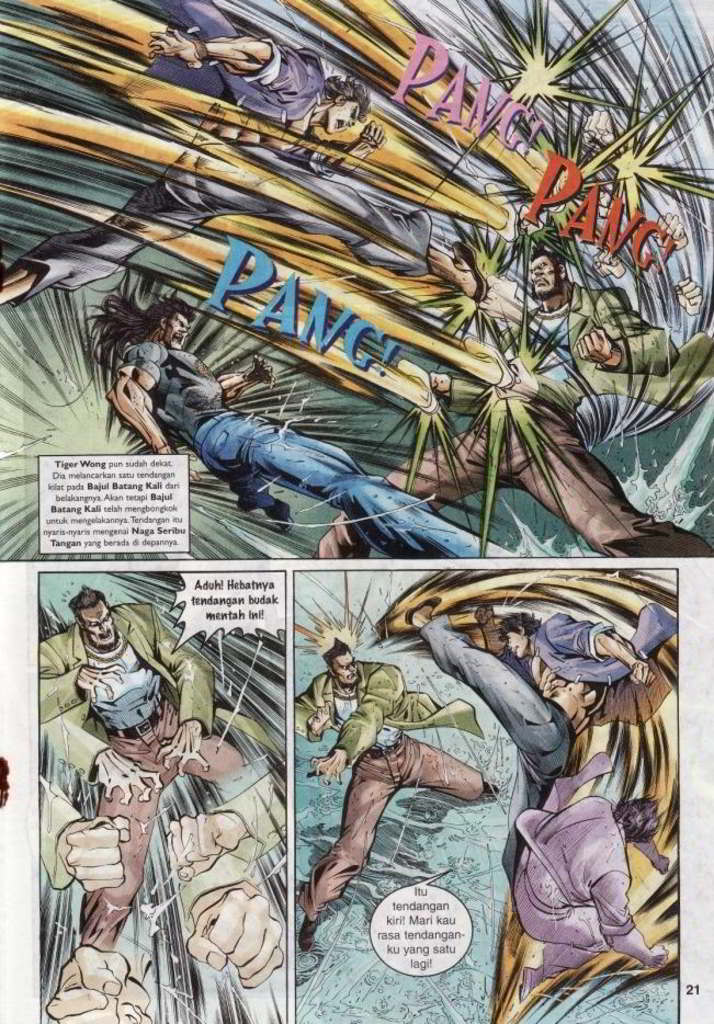 PANG!
PANG!
PANG!
Tiger Wong pun sudah dekat.
Dia melancarkan satu tendangan
kilat pada Bajul Batang Kali dari
belakangnya. Akan tetapi Bajul
Batang Kali telah membongkok
untuk mengelakannya. Tendangan itu
nyaris-nyaris mengenai Naga Seribu
Tangan yang berada di depannya.
Aduh! Hebatnya
tendangan budak
mentah ini!
Itu
tendangan
kiri! Mari kau
rasa tendangan-
ku yang satu
lagi!
21